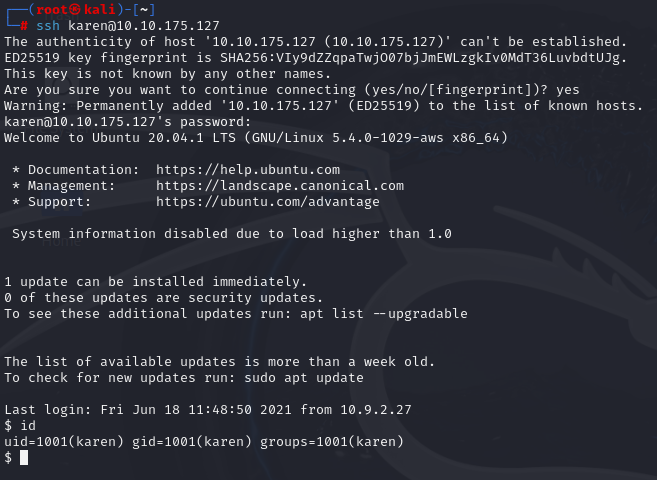 ┌──(root㉿kali)-[~]
└─# ssh karen@10.10.175.127
The authenticity of host '10.10.175.127 (10.10.175.127)' can't be established.
ED25519 key fingerprint is SHA256:VIy9dZZqpaTwjO07bjJmEWLzgkIv0MdT36LuvbdtUJg.
This key is not known by any other names.
Are you sure you want to continue connecting (yes/no/[fingerprint])? yes
Warning: Permanently added '10.10.175.127' (ED25519) to the list of known hosts.
karen@10.10.175.127's password:
Welcome to Ubuntu 20.04.1 LTS (GNU/Linux 5.4.0-1029-aws x86_64)
* Documentation: https://help.ubuntu.com
* Management: https://landscape.canonical.com
* Support: https://ubuntu.com/advantage
System information disabled due to load higher than 1.0
1 update can be installed immediately.
0 of these updates are security updates.
To see these additional updates run: apt list --upgradable
The list of available updates is more than a week old.
To check for new updates run: sudo apt update
Last login: Fri Jun 18 11:48:50 2021 from 10.9.2.27
$ id
uid=1001(karen) gid=1001(karen) groups=1001(karen)
$